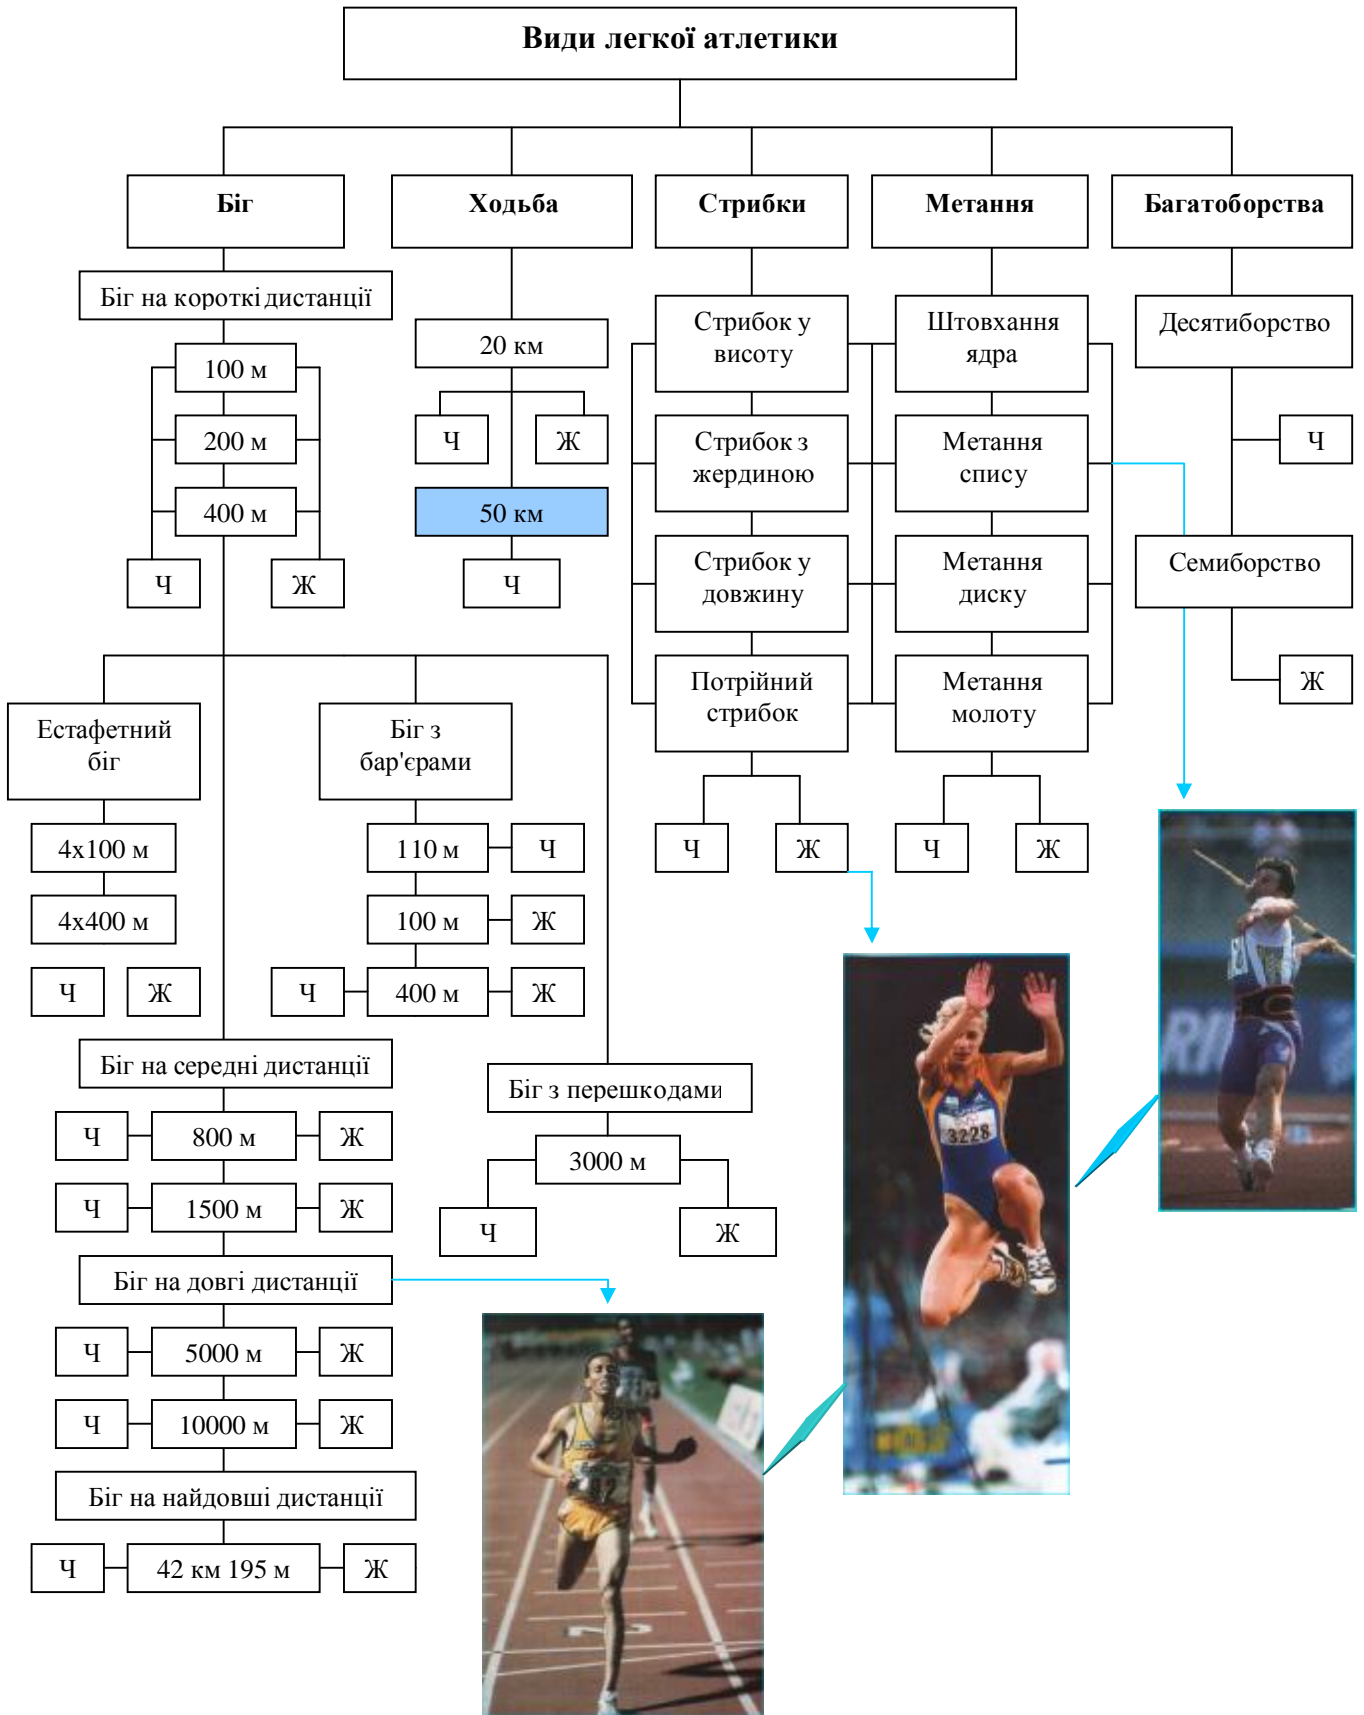 Види легкої атлетики
Біг
Ходьба
Стрибки
Метання
Багатоборства
Біг на короткі дистанції
100 м
200 м
400 м
Ч
Ж
20 км
Ч
Ж
50 км
Ч
Стрибок у
висоту
Стрибок з
жердиною
Стрибок у
довжину
Потрійний
стрибок
Ч
Ж
Штовхання
ядра
Метання
спису
Метання
диску
Метання
молоту
Ч
Ж
Десятиборство
Ч
Семиборство
Ж
Естафетний
біг
4х100 м
4х400 м
Ч
Ж
Біг з
бар'єрами
110 м
Ч
100 м
Ж
Ч
400 м
Ж
Біг на середні дистанції
Ч
800 м
Ж
Ч
1500 м
Ж
Біг з перешкодами
3000 м
Ч
Ж
Біг на довгі дистанції
Ч
5000 м
Ж
Ч
10000 м
Ж
Біг на найдовші дистанції
Ч
42 км 195 м
Ж
3228
2